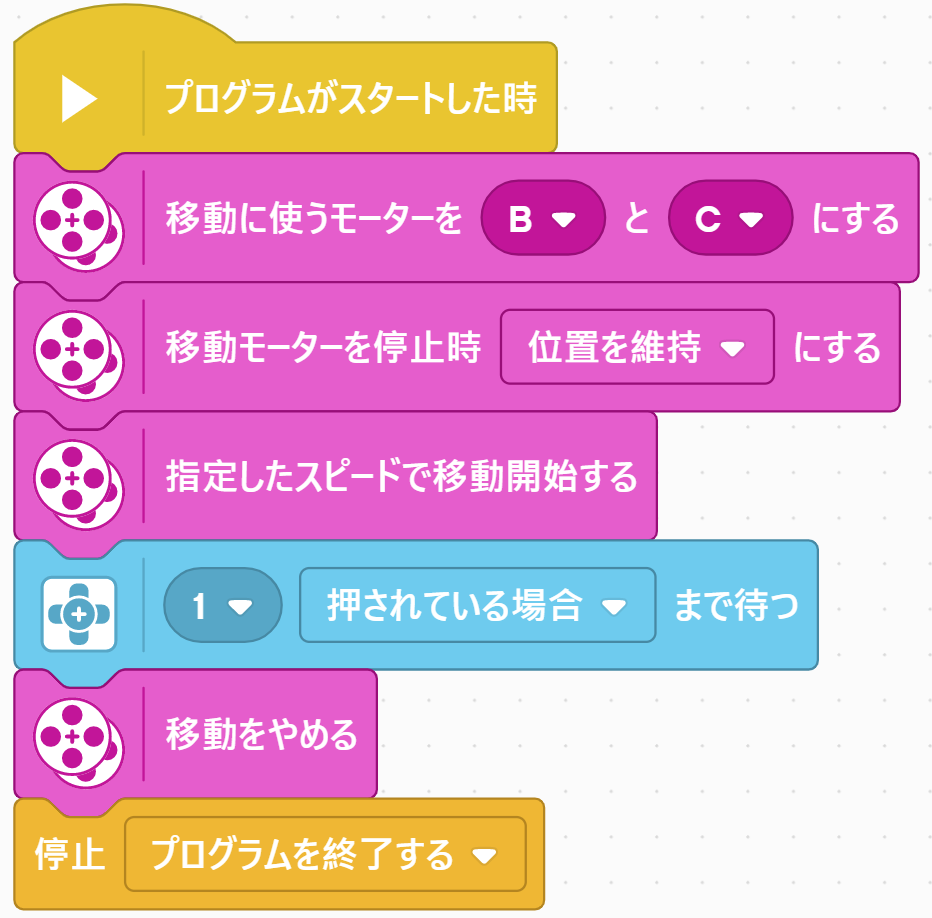 プログラムがスタートした時
移動に使うモーターを B と C にする
移動モーターを停止時 位置を維持 にする
指定したスピードで移動開始する
1 押されている場合 まで待つ
移動をやめる
停止 プログラムを終了する